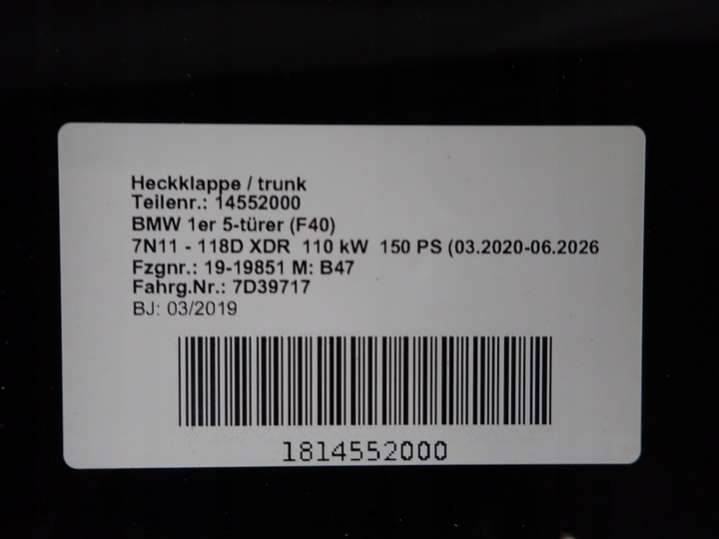 Heckklappe / trunk
Teilenr.: 14552000
BMW 1er 5-türer (F40)
7N11 - 118D XDR 110 kW 150 PS (03.2020-06.2026
Fzgnr.: 19-19851 M: B47
Fahrg.Nr.: 7D39717
BJ: 03/2019
1814552000